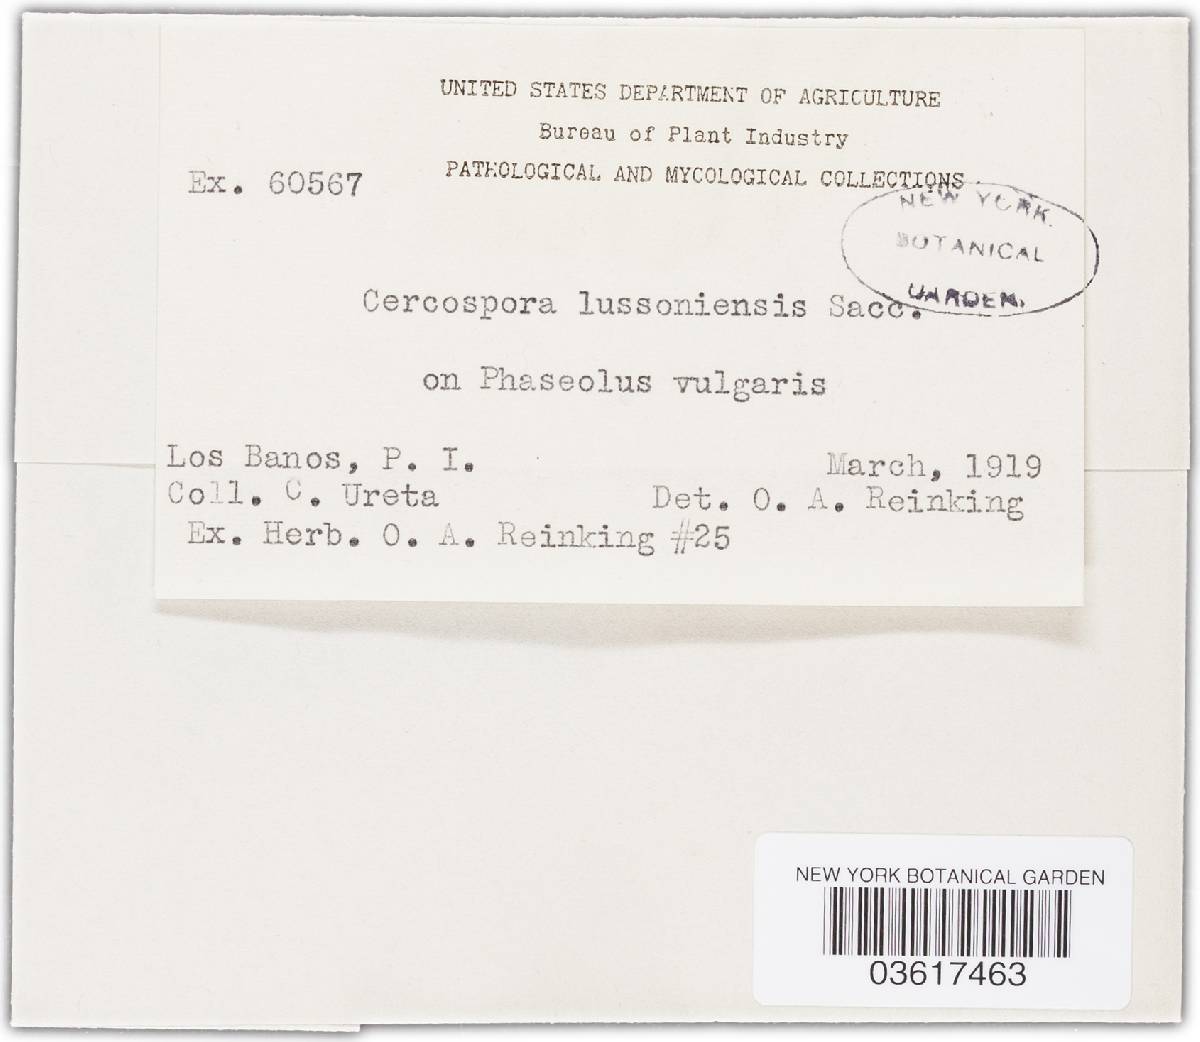 UNITED STATES DEPARTMENT OF AGRICULTURE
Bureau of Plant Industry
PATHOLOGICAL AND MYCOLOGICAL COLLECTIONS
Ex. 60567
NEW YORK
BOTANICAL
GARDEN.
Cercospora lussoniensis Sacc.
on Phaseolus vulgaris
Los Banos, P. I. March, 1919
Coll. C. Ureta Det. O. A. Reinking
Ex. Herb. O. A. Reinking #25
NEW YORK BOTANICAL GARDEN
03617463